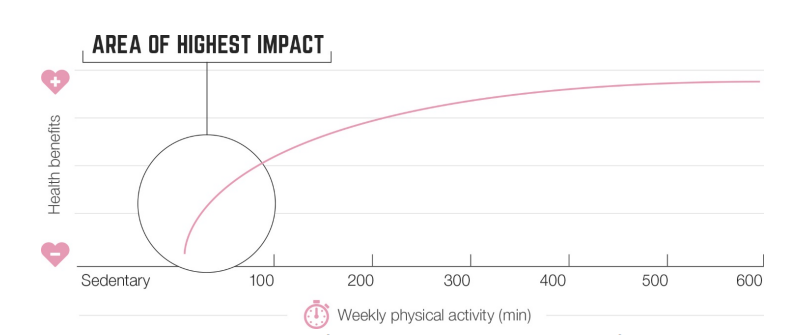 AREA OF HIGHEST IMPACT
Health benefits
Sedentary 100 200 300 400 500 600
Weekly physical activity (min)